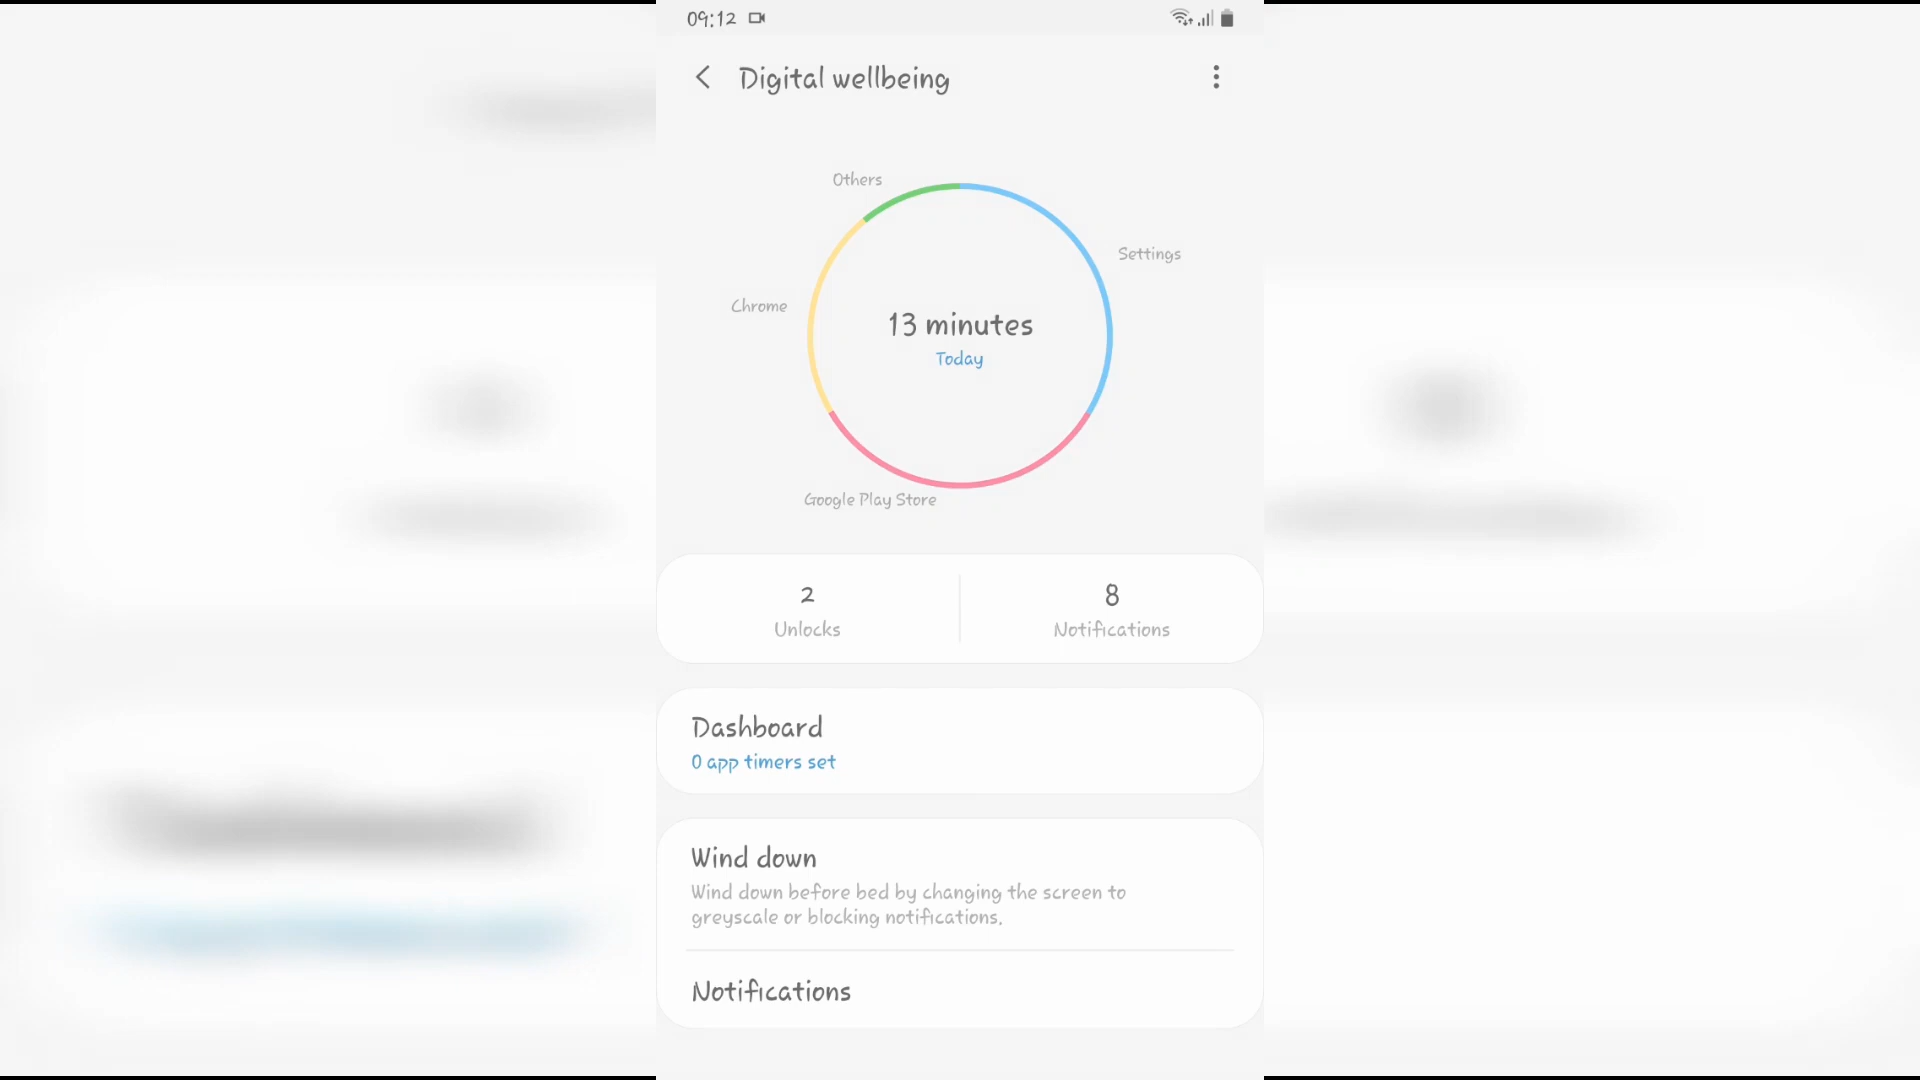 09:12
Digital wellbeing
Others
Settings
Chrome
13 minutes
Today
Google Play Store
2
Unlocks
8
Notifications
Dashboard
0 app timers set
Wind down
Wind down before bed by changing the screen to
greyscale or blocking notifications.
Notifications